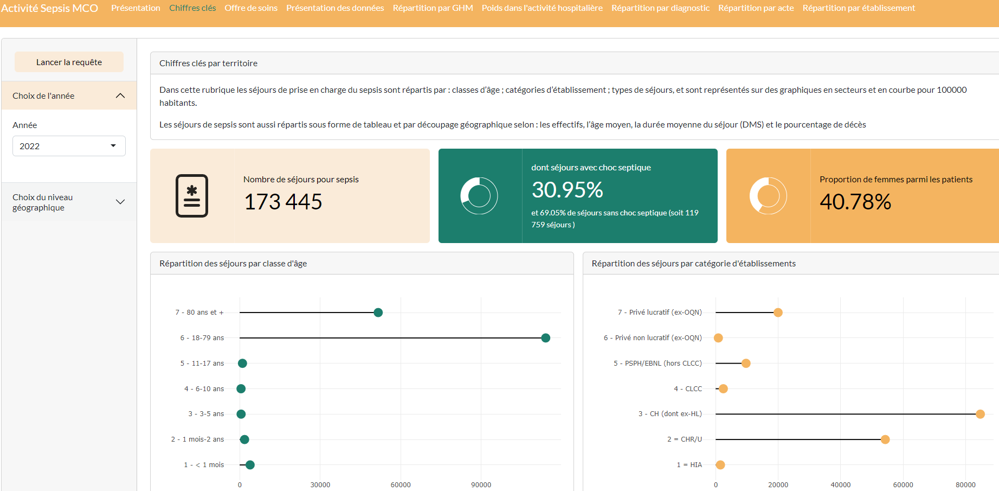 Activité Sepsis MCO Présentation Chiffres clés Offre de soins Présentation des données Répartition par GHM Poids dans l'activité hospitalière Répartition par diagnostic Répartition par acte Répartition par établissement
Lancer la requête
Choix de l'année
Année
2022
Choix du niveau
géographique
Chiffres clés par territoire
Dans cette rubrique les séjours de prise en charge du sepsis sont répartis par : classes d’âge ; catégories d’établissement ; types de séjours, et sont représentés sur des graphiques en secteurs et en courbe pour 100000
habitants.
Les séjours de sepsis sont aussi répartis sous forme de tableau et par découpage géographique selon : les effectifs, l’âge moyen, la durée moyenne du séjour (DMS) et le pourcentage de décès
Nombre de séjours pour sepsis
173 445
dont séjours avec choc septique
30.95%
et 69.05% de séjours sans choc septique (soit 119
759 séjours )
Proportion de femmes parmi les patients
40.78%
Répartition des séjours par classe d'âge
7 - 80 ans et +
6 - 18-79 ans
5 - 11-17 ans
4 - 6-10 ans
3 - 3-5 ans
2 - 1 mois-2 ans
1 - < 1 mois
0 30000 60000 90000
Répartition des séjours par catégorie d'établissements
7 - Privé lucratif (ex-OQN)
6 - Privé non lucratif (ex-OQN)
5 - PSPH/EBNL (hors CLCC)
4 - CLCC
3 - CH (dont ex-HL)
2 = CHR/U
1 = HIA
0 20000 40000 60000 80000